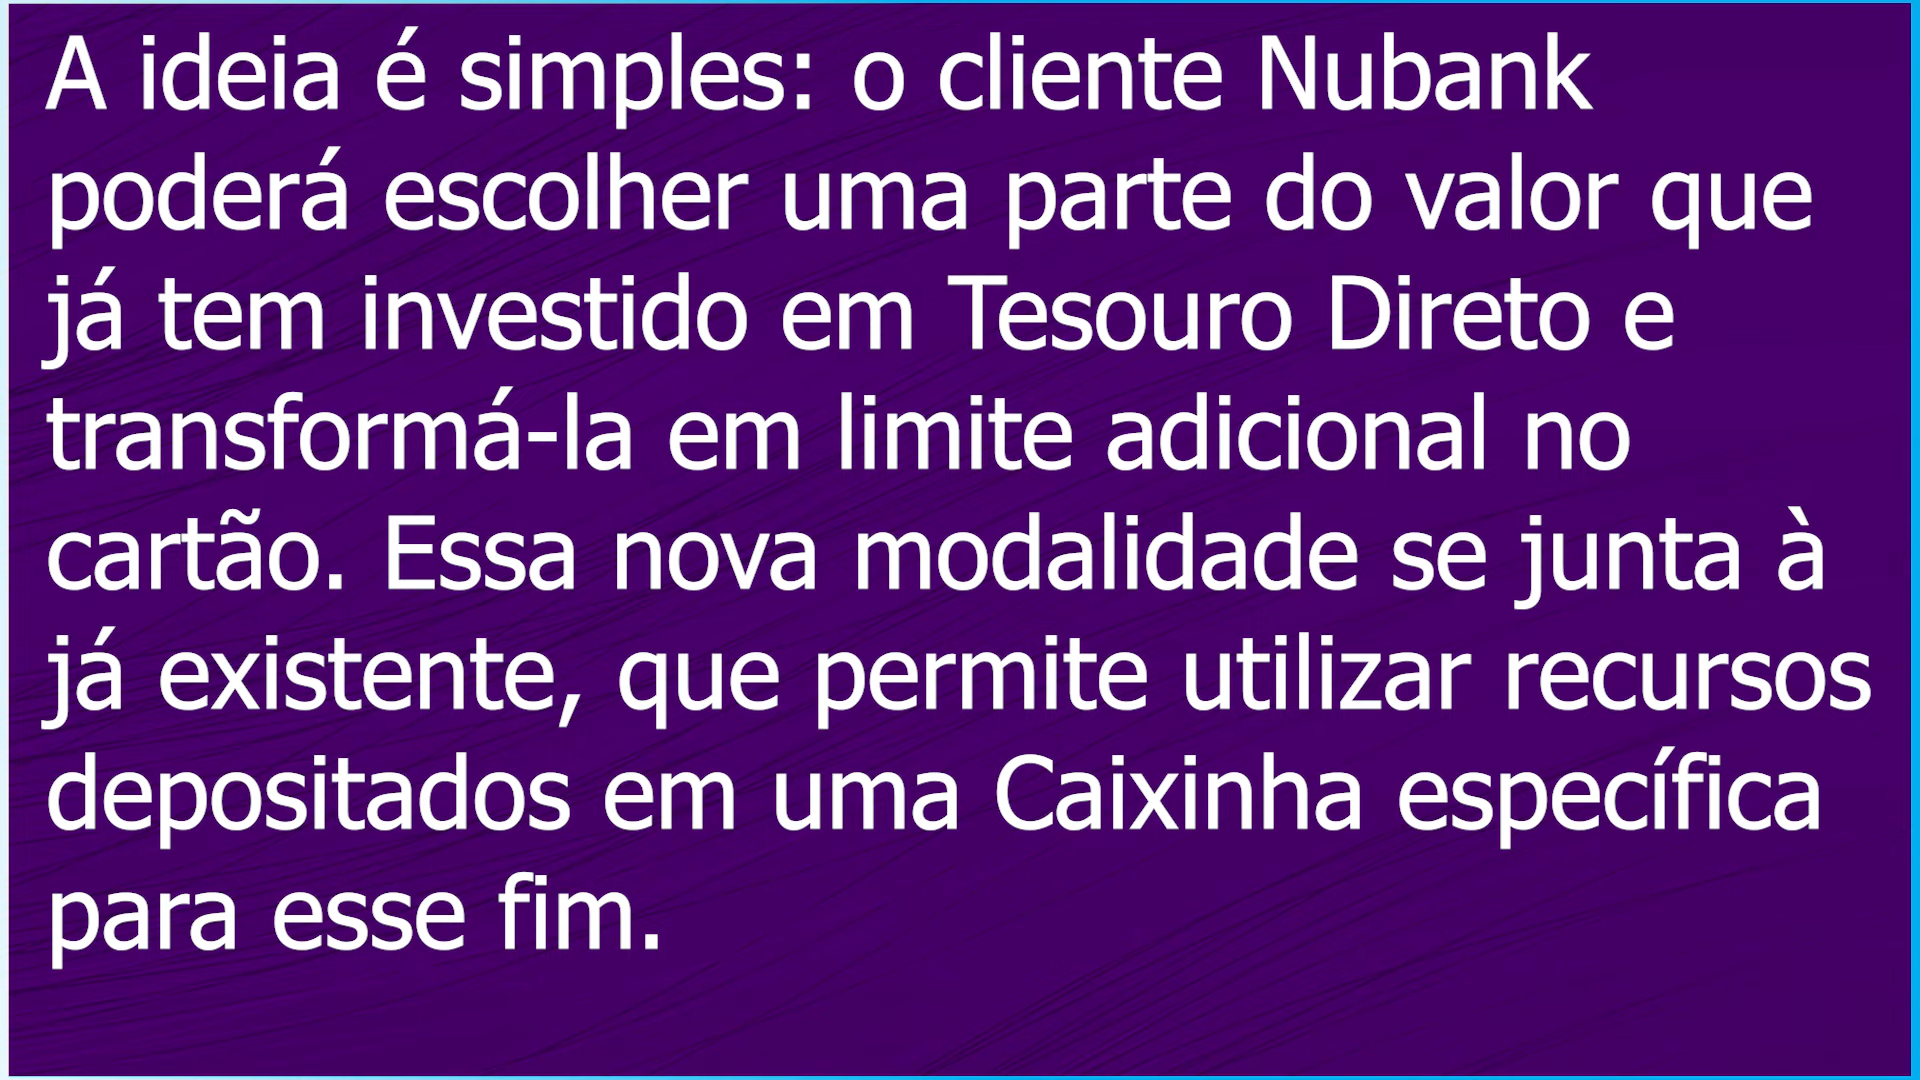 A ideia é simples: o cliente Nubank
poderá escolher uma parte do valor que
já tem investido em Tesouro Direto e
transformá-la em limite adicional no
cartão. Essa nova modalidade se junta à
já existente, que permite utilizar recursos
depositados em uma Caixinha específica
para esse fim.